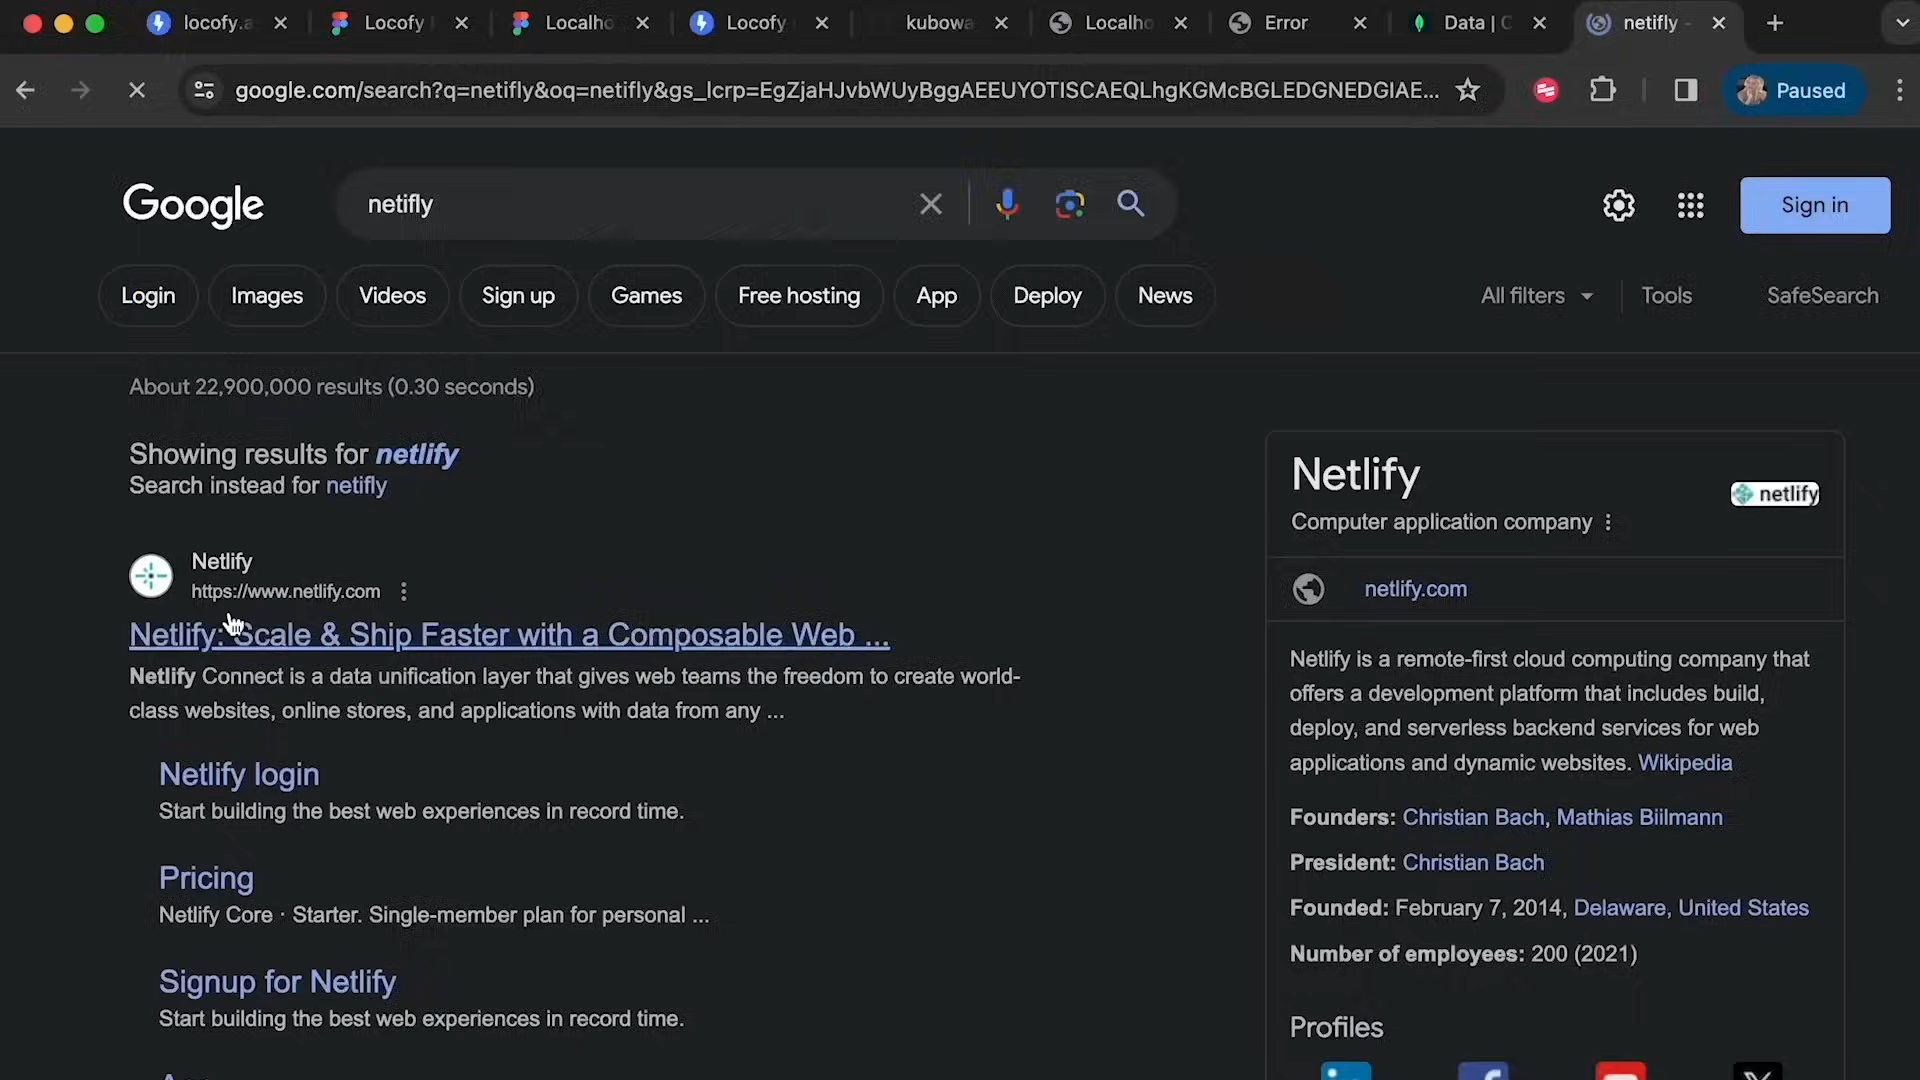 locofy.a
Locofy
Localho
Locofy
kubowa
Localho
Error
Data | C
netifly -
google.com/search?q=netifly&oq=netifly&gs_lcrp=EgZjaHJvbWUyBggAEEUYOTISCAEQLhgKGMcBGLEDGNEDGIAE...
Paused
Google
netifly
Sign in
Login
Images
Videos
Sign up
Games
Free hosting
App
Deploy
News
All filters
Tools
SafeSearch
About 22,900,000 results (0.30 seconds)
Showing results for netlify
Search instead for netifly
Netlify
https://www.netlify.com
Netlify: Scale & Ship Faster with a Composable Web ...
Netlify Connect is a data unification layer that gives web teams the freedom to create world-
class websites, online stores, and applications with data from any ...
Netlify login
Start building the best web experiences in record time.
Pricing
Netlify Core · Starter. Single-member plan for personal ...
Signup for Netlify
Start building the best web experiences in record time.
Netlify
netlify
Computer application company
netlify.com
Netlify is a remote-first cloud computing company that
offers a development platform that includes build,
deploy, and serverless backend services for web
applications and dynamic websites. Wikipedia
Founders: Christian Bach, Mathias Biilmann
President: Christian Bach
Founded: February 7, 2014, Delaware, United States
Number of employees: 200 (2021)
Profiles